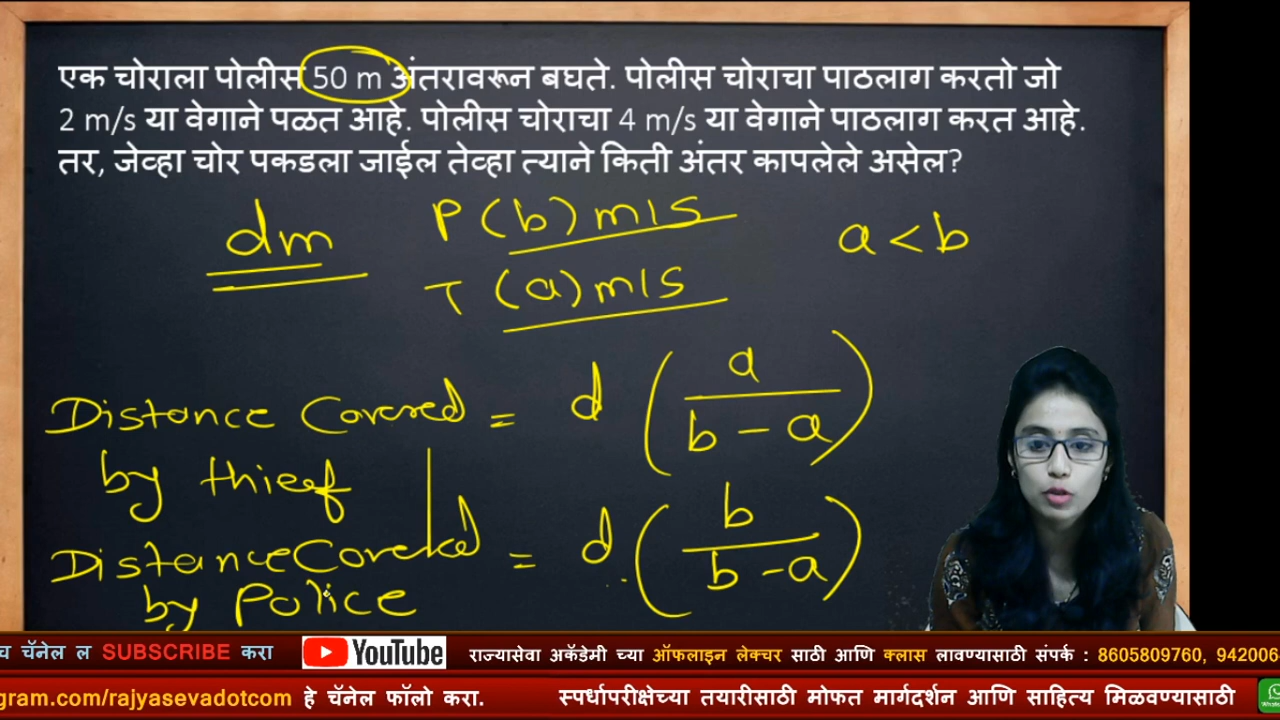 एक चोराला पोलीस 50 m अंतरावरून बघते. पोलीस चोराचा पाठलाग करतो जो
2 m/s या वेगाने पळत आहे. पोलीस चोराचा 4 m/s या वेगाने पाठलाग करत आहे.
तर, जेव्हा चोर पकडला जाईल तेव्हा त्याने किती अंतर कापलेले असेल?
dm P (b) m/s a < b
T (a) m/s
Distance Covered = d ( a / b - a )
by thief
Distance Covered = d ( b / b - a )
by Police
च चॅनेल ल SUBSCRIBE करा YouTube राज्यासेवा अकॅडेमी च्या ऑफलाइन लेक्चर साठी आणि क्लास लावण्यासाठी संपर्क : 8605809760, 942006
gram.com/rajyasevadotcom हे चॅनेल फॉलो करा. स्पर्धापरीक्षेच्या तयारीसाठी मोफत मार्गदर्शन आणि साहित्य मिळवण्यासाठी